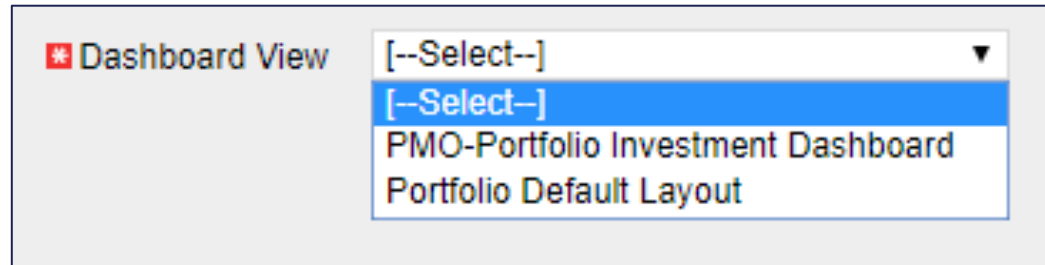 * Dashboard View [--Select--] ▼
[--Select--]
PMO-Portfolio Investment Dashboard
Portfolio Default Layout